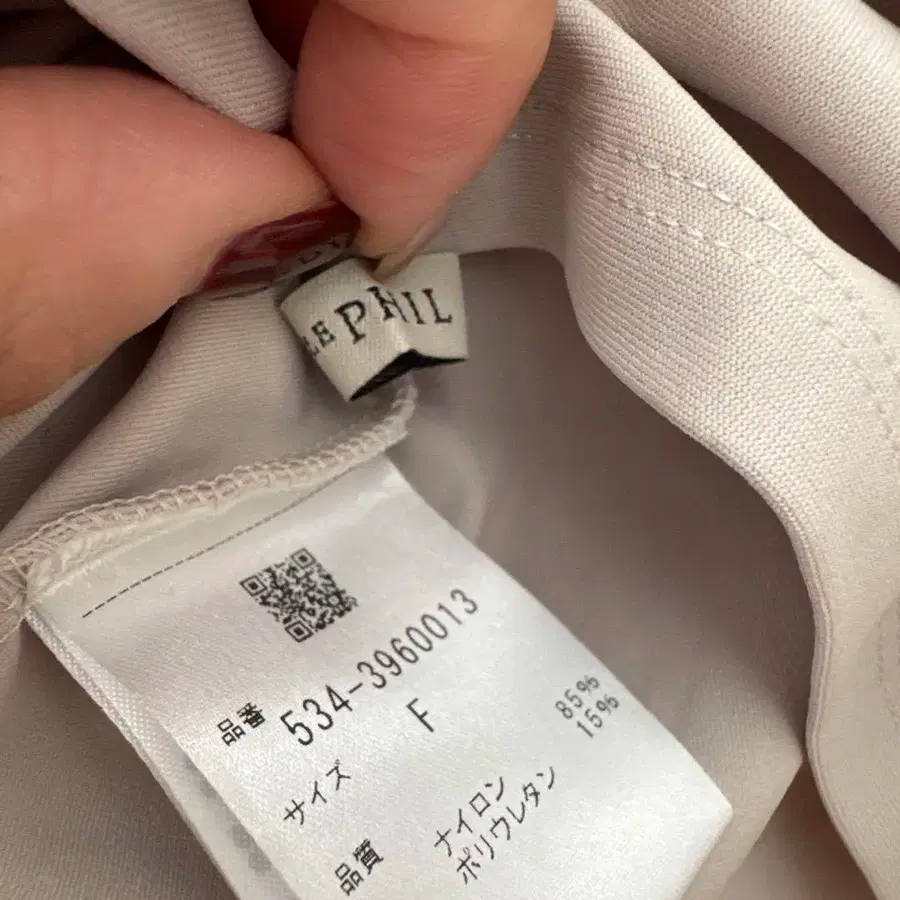 LE PHIL
品番 534-3960013
サイズ F
品質 ナイロン 85%
ポリウレタン 15%